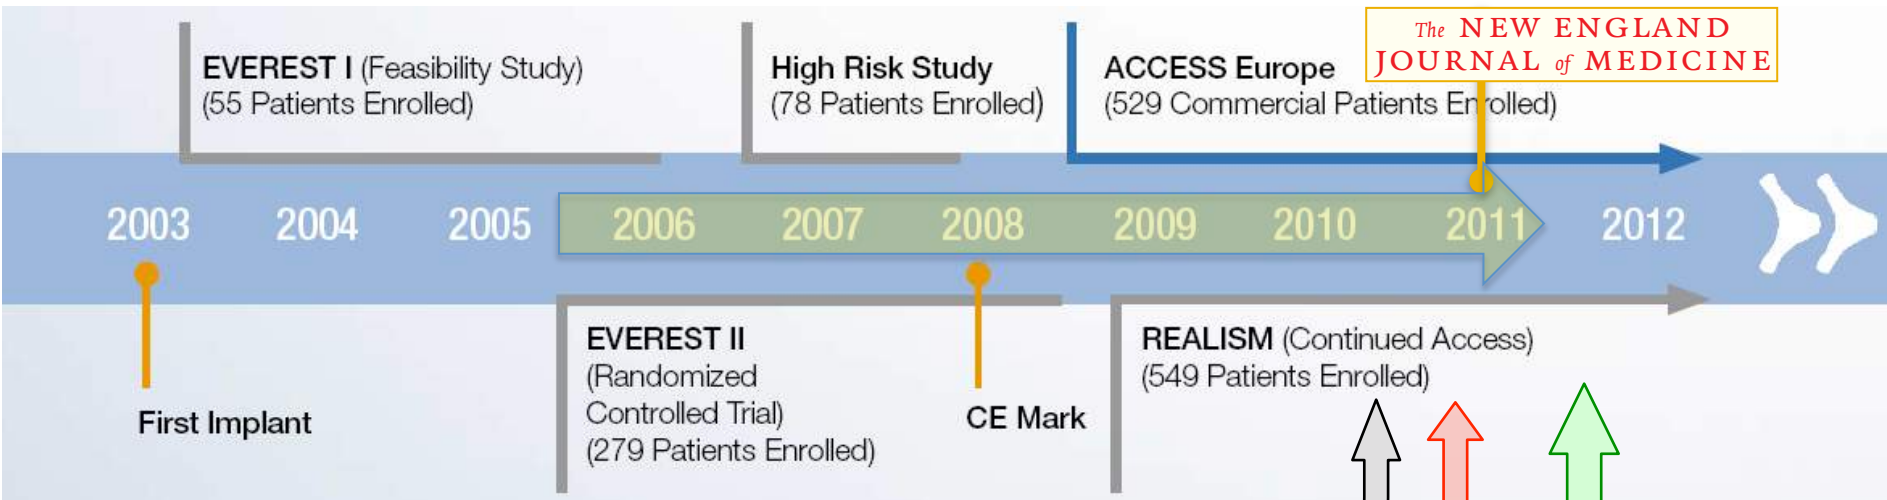 EVEREST I (Feasibility Study)
(55 Patients Enrolled)
High Risk Study
(78 Patients Enrolled)
ACCESS Europe
(529 Commercial Patients Enrolled)
The NEW ENGLAND
JOURNAL of MEDICINE
2003 2004 2005 2006 2007 2008 2009 2010 2011 2012
First Implant
EVEREST II
(Randomized
Controlled Trial)
(279 Patients Enrolled)
CE Mark
REALISM (Continued Access)
(549 Patients Enrolled)